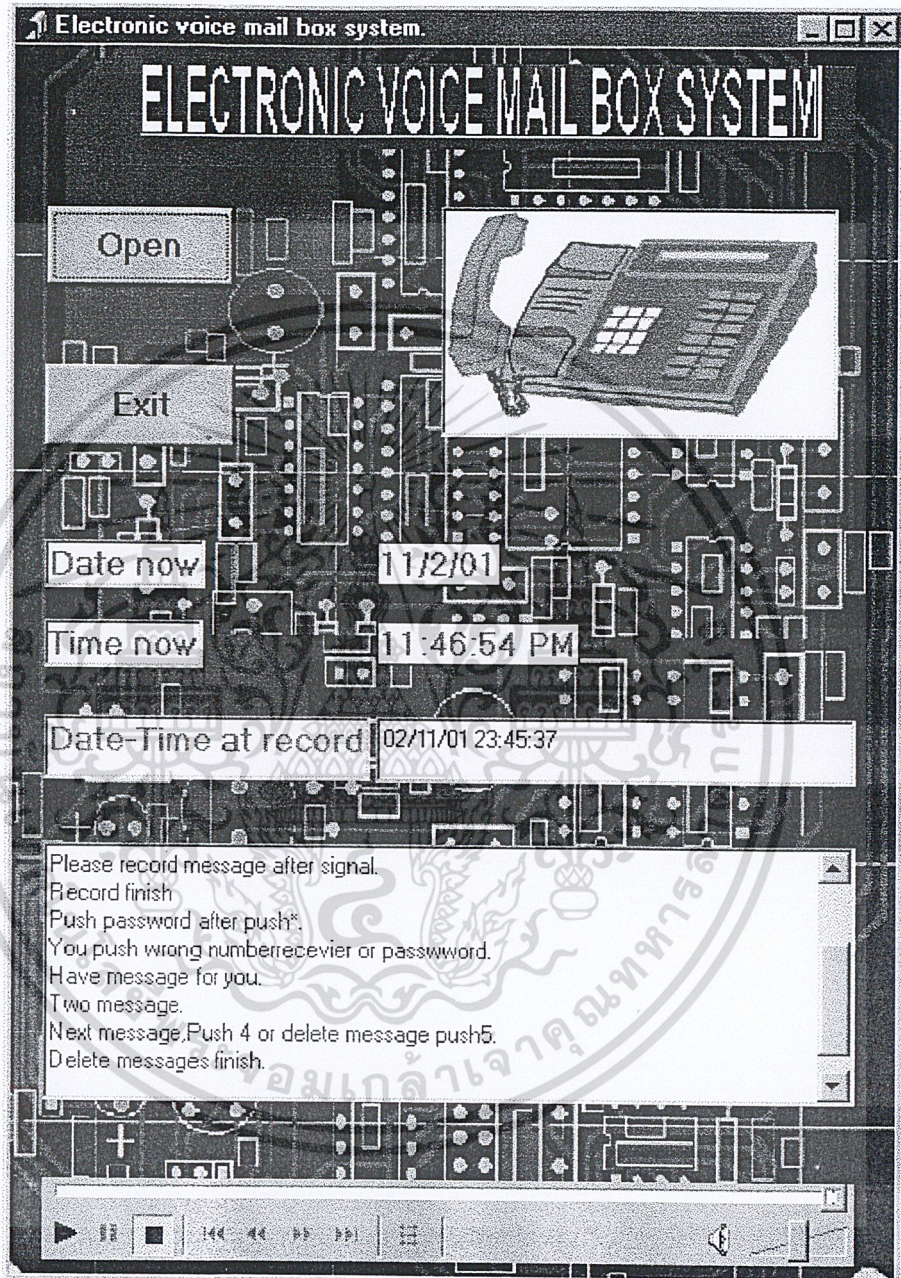 Electronic voice mail box system.
ELECTRONIC VOICE MAIL BOX SYSTEM
Open
Exit
Date now 11/2/01
Time now 11:46:54 PM
Date-Time at record 02/11/01 23:45:37
Please record message after signal.
Record finish
Push password after push*.
You push wrong numberrecevier or passwword.
Have message for you.
Two message.
Next message,Push 4 or delete message push5.
Delete messages finish.